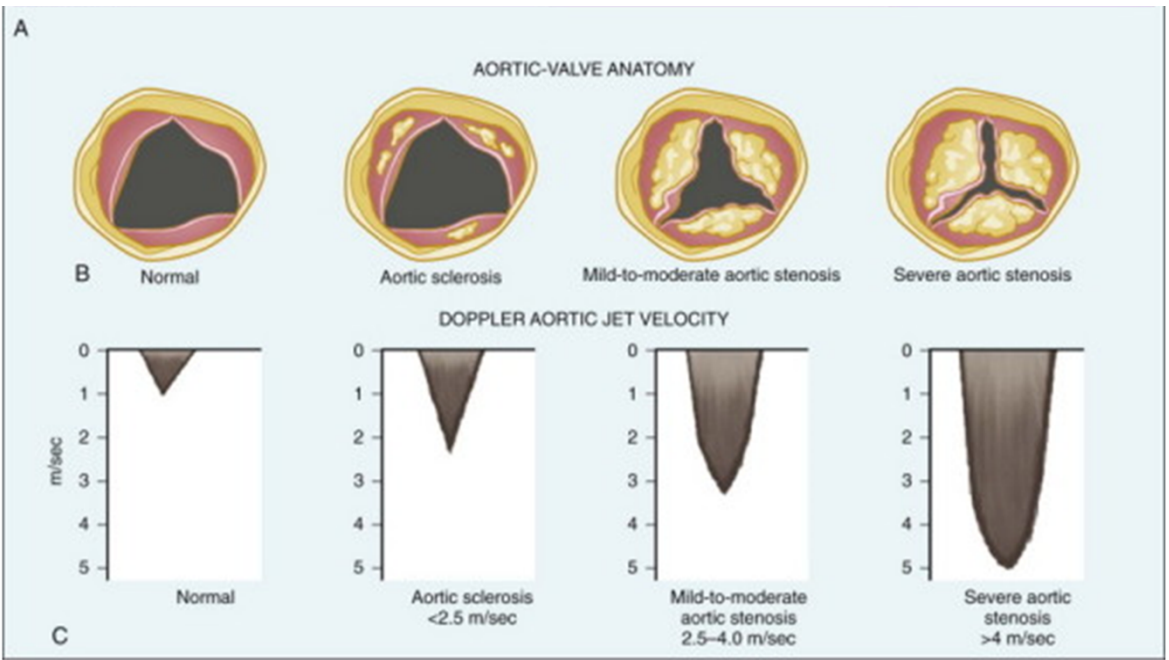 A
AORTIC-VALVE ANATOMY
B
Normal
Aortic sclerosis
Mild-to-moderate aortic stenosis
Severe aortic stenosis
DOPPLER AORTIC JET VELOCITY
m/sec
0
1
2
3
4
5
0
1
2
3
4
5
0
1
2
3
4
5
0
1
2
3
4
5
Normal
Aortic sclerosis
<2.5 m/sec
Mild-to-moderate
aortic stenosis
2.5–4.0 m/sec
Severe aortic
stenosis
>4 m/sec
C